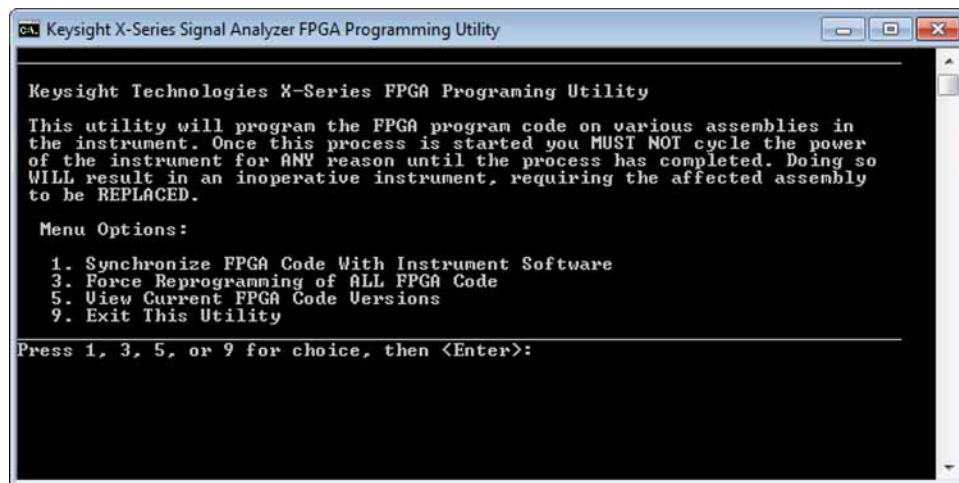 Keysight X-Series Signal Analyzer FPGA Programming Utility
Keysight Technologies X-Series FPGA Programing Utility
This utility will program the FPGA program code on various assemblies in
the instrument. Once this process is started you MUST NOT cycle the power
of the instrument for ANY reason until the process has completed. Doing so
WILL result in an inoperative instrument, requiring the affected assembly
to be REPLACED.
Menu Options:
1. Synchronize FPGA Code With Instrument Software
3. Force Reprogramming of ALL FPGA Code
5. View Current FPGA Code Versions
9. Exit This Utility
Press 1, 3, 5, or 9 for choice, then <Enter>: